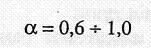 α = 0,6 ÷ 1,0